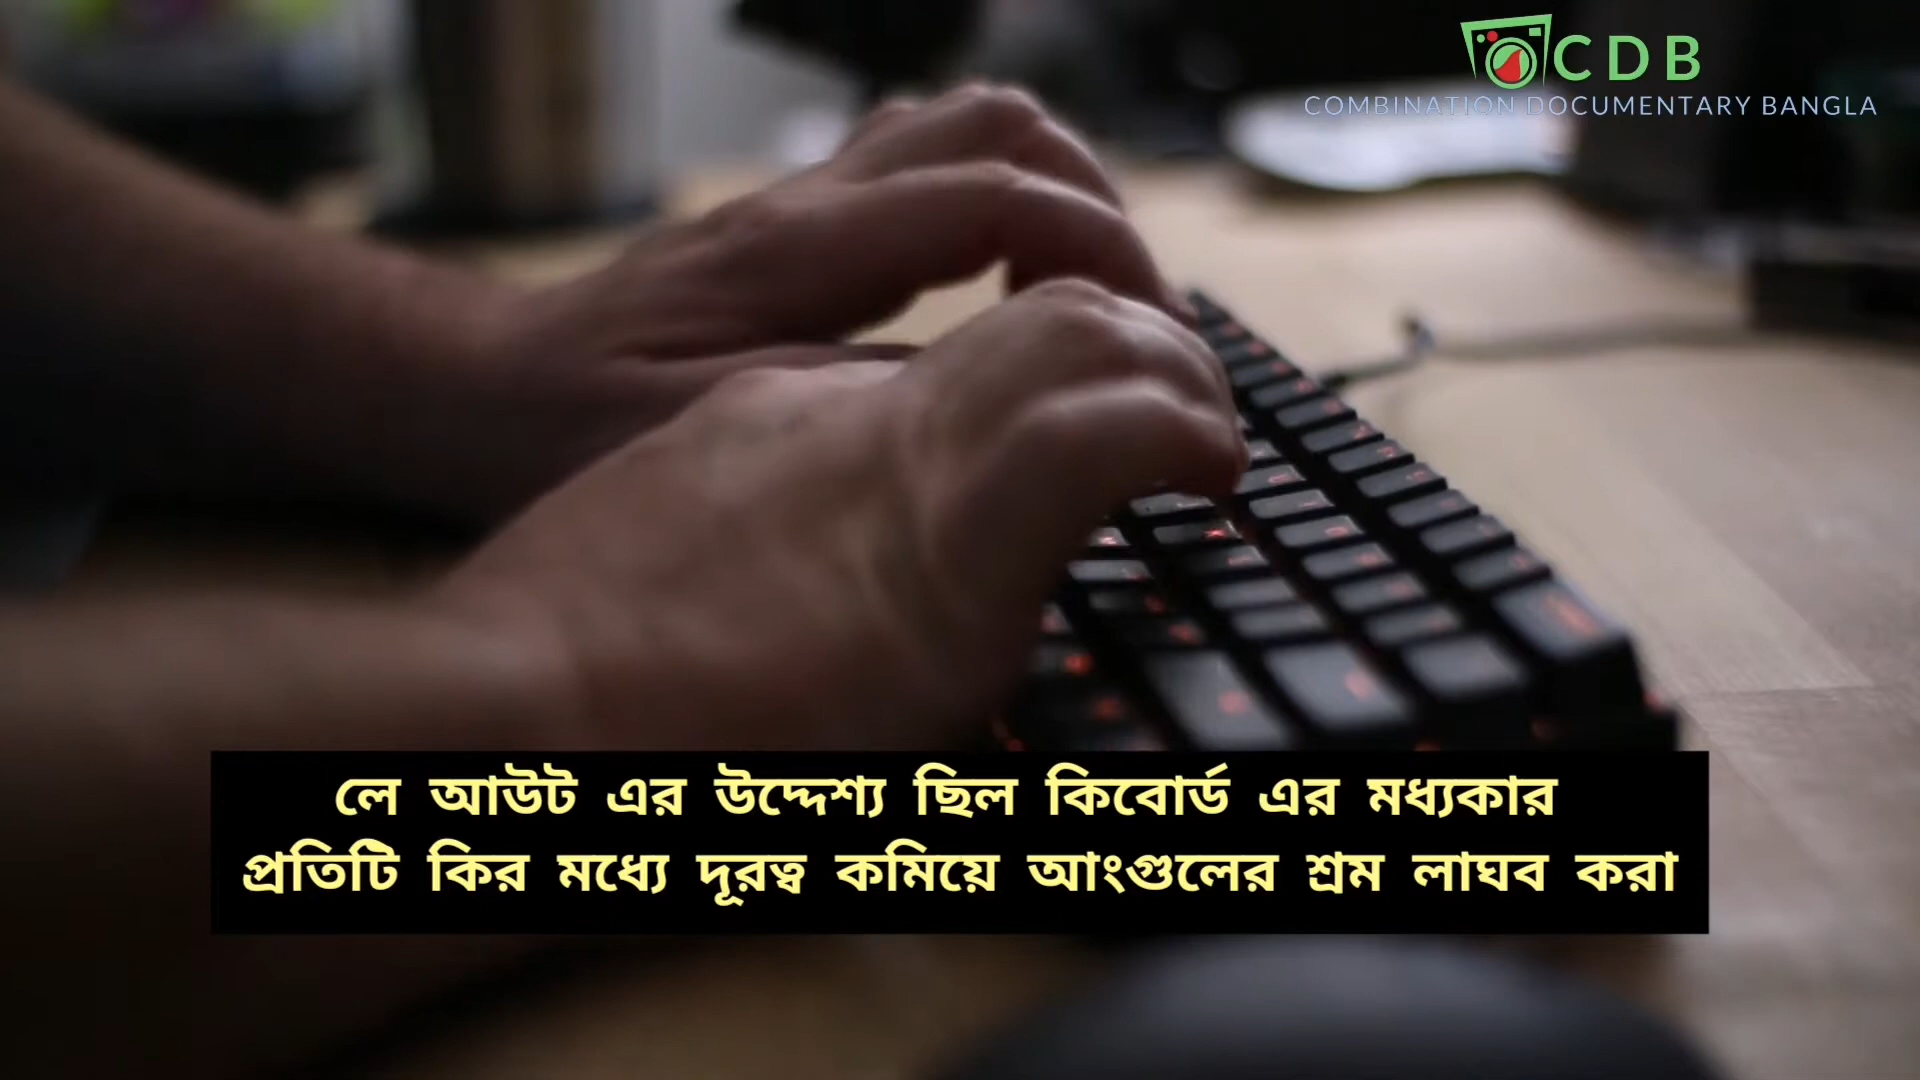 CDB
COMBINATION DOCUMENTARY BANGLA
লে আউট এর উদ্দেশ্য ছিল কিবোর্ড এর মধ্যকার
প্রতিটি কির মধ্যে দূরত্ব কমিয়ে আংগুলের শ্রম লাঘব করা